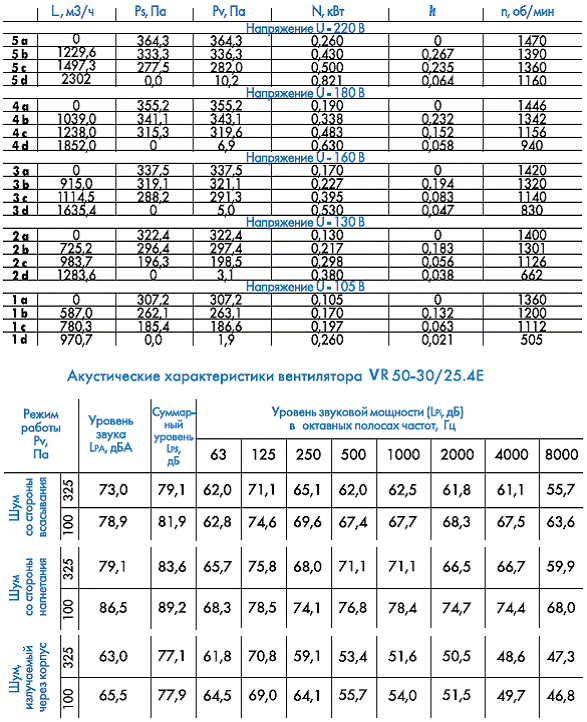 L, м3/ч Ps, Па Pv, Па N, кВт h n, об/мин
Напряжение U = 220 В
5 a 0 364,3 364,3 0,260 0 1470
5 b 1229,6 333,3 336,3 0,430 0,267 1390
5 c 1497,3 277,5 282,0 0,500 0,235 1360
5 d 2302 0,0 10,2 0,821 0,064 1160
Напряжение U = 180 В
4 a 0 355,2 355,2 0,190 0 1446
4 b 1039,0 341,1 343,1 0,338 0,232 1342
4 c 1238,0 315,3 319,6 0,483 0,152 1156
4 d 1852,0 0 6,9 0,630 0,058 940
Напряжение U = 160 В
3 a 0 337,5 337,5 0,170 0 1420
3 b 915,0 319,1 321,1 0,227 0,194 1320
3 c 1114,5 288,2 291,3 0,395 0,083 1140
3 d 1635,4 0 5,0 0,530 0,047 830
Напряжение U = 130 В
2 a 0 322,4 322,4 0,130 0 1400
2 b 725,2 296,4 297,4 0,217 0,183 1301
2 c 983,7 196,3 198,5 0,298 0,056 1126
2 d 1283,6 0 3,1 0,380 0,038 662
Напряжение U = 105 В
1 a 0 307,2 307,2 0,105 0 1360
1 b 587,0 262,1 263,1 0,170 0,132 1200
1 c 780,3 185,4 186,6 0,197 0,063 1112
1 d 970,7 0,0 1,9 0,260 0,021 505
Акустические характеристики вентилятора VR 50-30/25.4E
Режим
работы
Pv,
Па
Уровень
звука
LPA, дБА
Суммар-
ный
уровень
LPS,
дБ
Уровень звуковой мощности (LPi, дБ)
в октавных полосах частот, Гц
63 125 250 500 1000 2000 4000 8000
Шум
со стороны
всасывания
325 73,0 79,1 62,0 71,1 65,1 62,0 62,5 61,8 61,1 55,7
100 78,9 81,9 62,8 74,6 69,6 67,4 67,7 68,3 67,5 63,6
Шум
со стороны
нагнетания
325 79,1 83,6 65,7 75,8 68,0 71,1 71,1 66,5 66,7 59,9
100 86,5 89,2 68,3 78,5 74,1 76,8 78,4 74,7 74,4 68,0
Шум,
излучаемый
через корпус
325 63,0 77,1 61,8 70,8 59,1 53,4 51,6 50,5 48,6 47,3
100 65,5 77,9 64,5 69,0 64,1 55,7 54,0 51,5 49,7 46,8